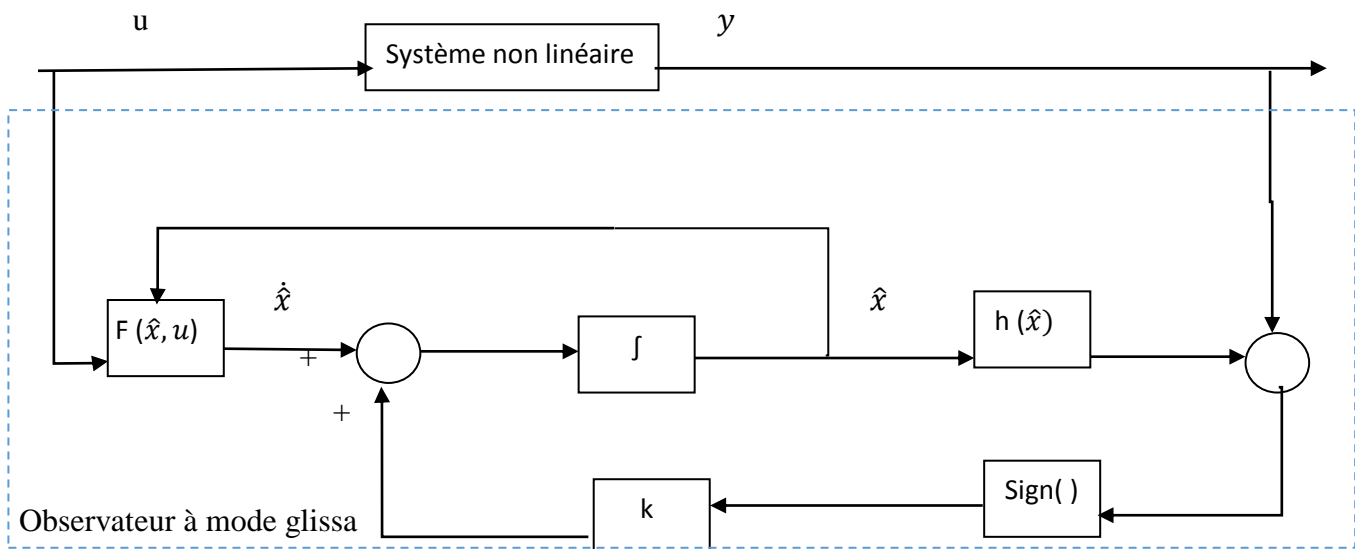 u
y
Système non linéaire
F (x̂, u)
ẋ̂
x̂
h (x̂)
∫
+
+
Sign( )
k
Observateur à mode glissa